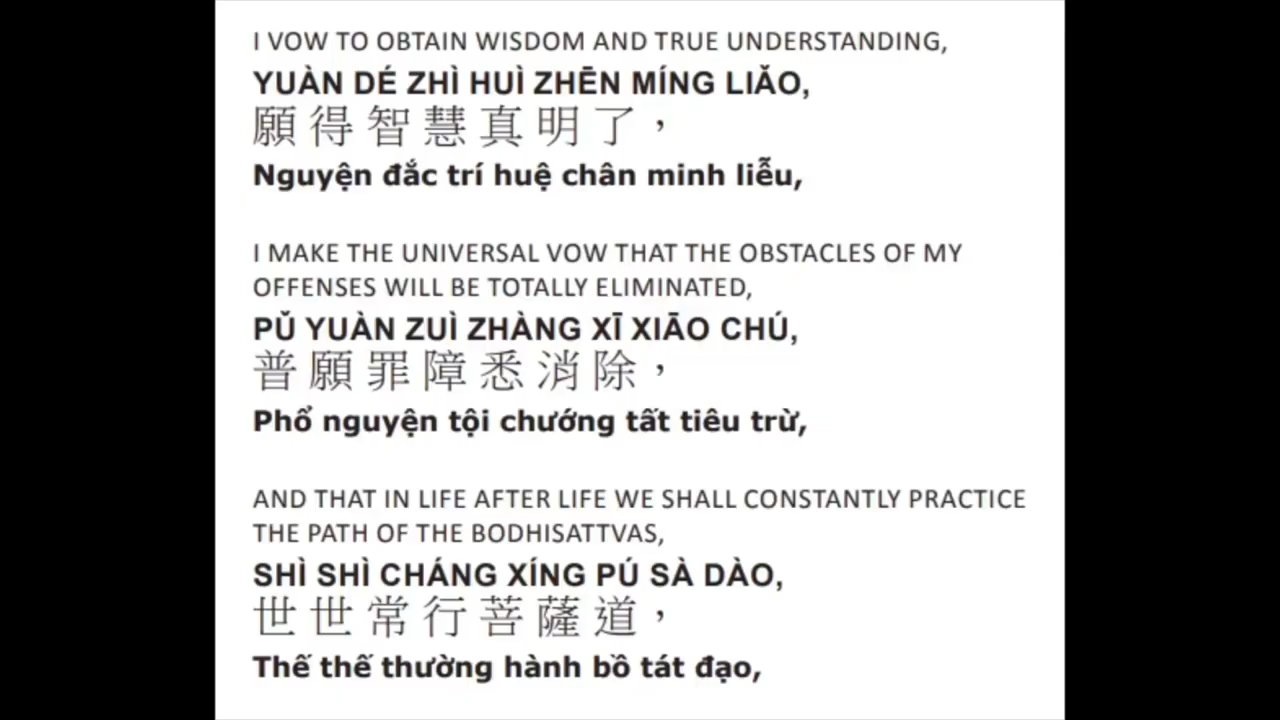 I VOW TO OBTAIN WISDOM AND TRUE UNDERSTANDING,
YUÀN DÉ ZHÌ HUÌ ZHĒN MÍNG LIǍO,
願得智慧真明了，
Nguyện đắc trí huệ chân minh liễu,
I MAKE THE UNIVERSAL VOW THAT THE OBSTACLES OF MY
OFFENSES WILL BE TOTALLY ELIMINATED,
PǓ YUÀN ZUÌ ZHÀNG XĪ XIĀO CHÚ,
普願罪障悉消除，
Phổ nguyện tội chướng tất tiêu trừ,
AND THAT IN LIFE AFTER LIFE WE SHALL CONSTANTLY PRACTICE
THE PATH OF THE BODHISATTVAS,
SHÌ SHÌ CHÁNG XÍNG PÚ SÀ DÀO,
世世常行菩薩道，
Thế thế thường hành bồ tát đạo,